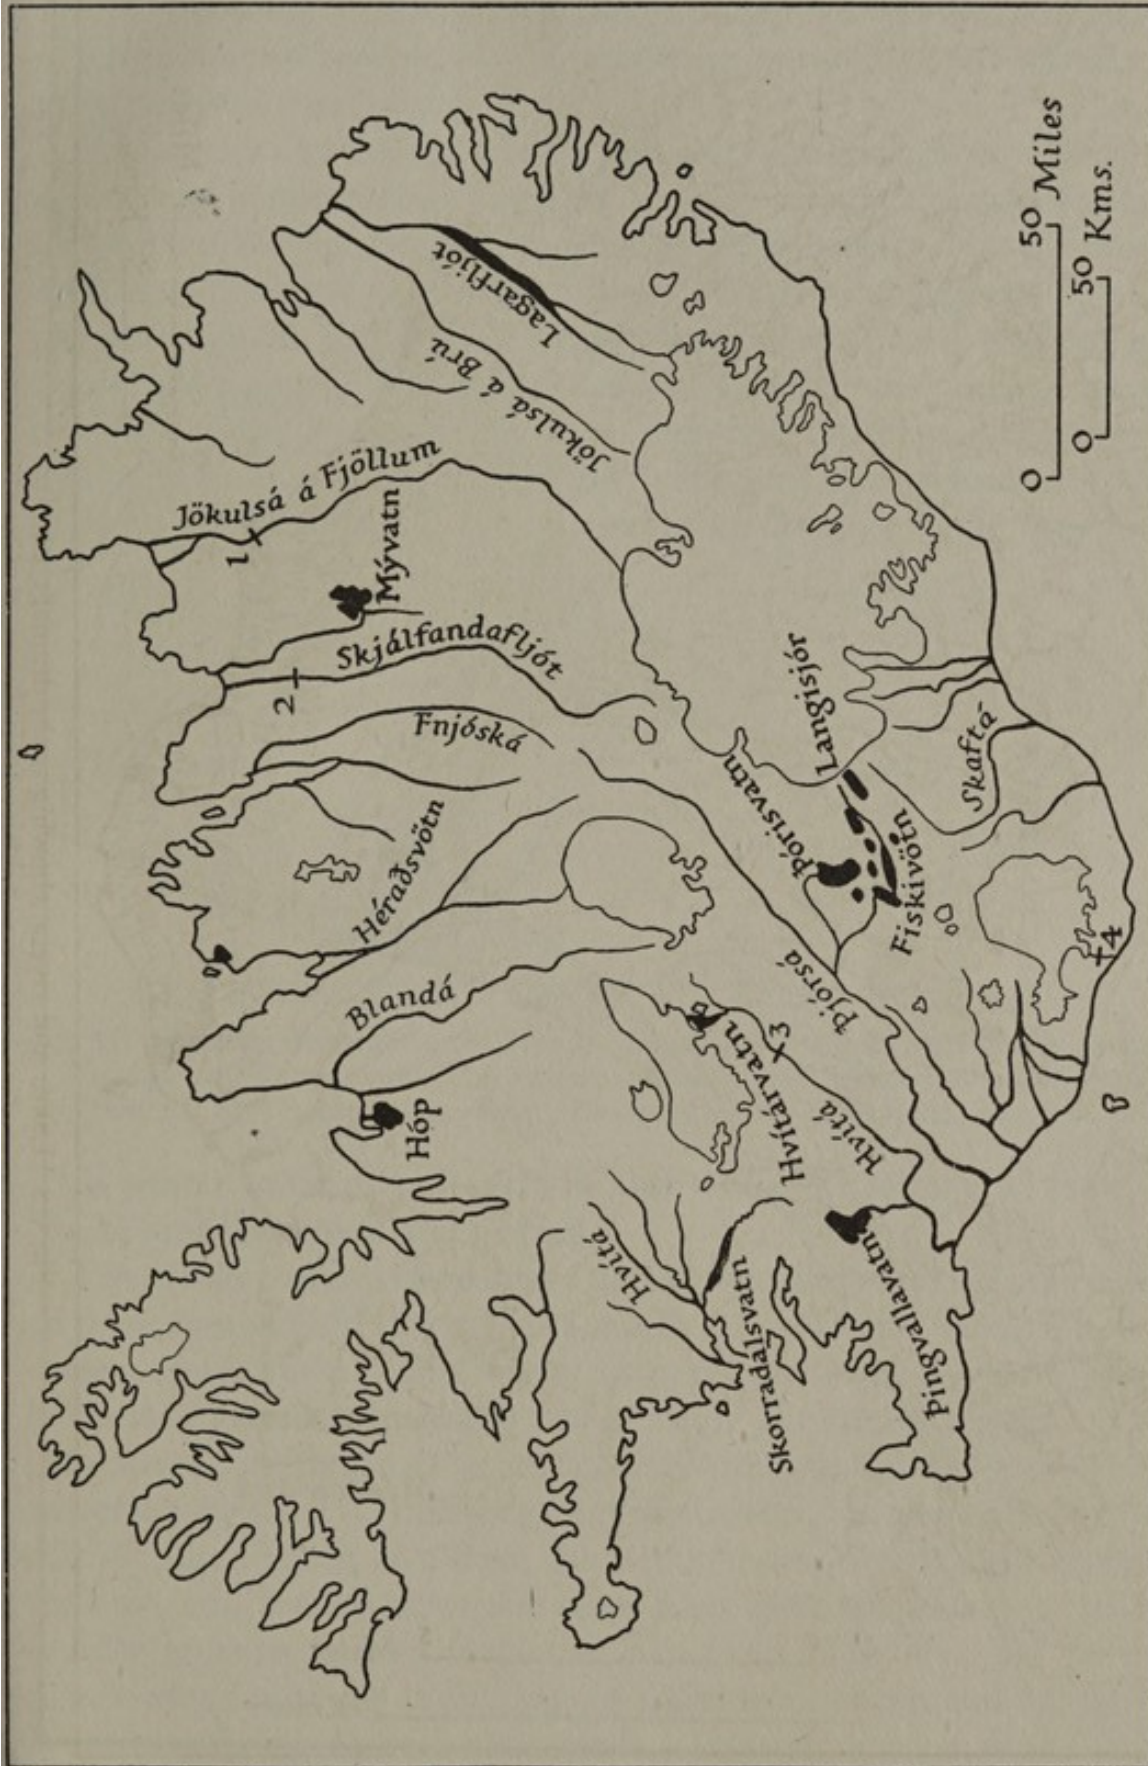 Jökulsá á Fjöllum
1
Mývatn
2
Skjálfandafljót
Fnjóská
Héraðsvötn
Blandá
Hóp
Lagarfljót
Jökulsá á Brú
Langisjór
Þórisvatn
Fiskivötn
Skaftá
Þjórsá
Hvítárvatn
x3
Hvítá
4
Hvítá
Skorradalsvatn
Þingvallavatn
0 50 Miles
0 50 Kms.